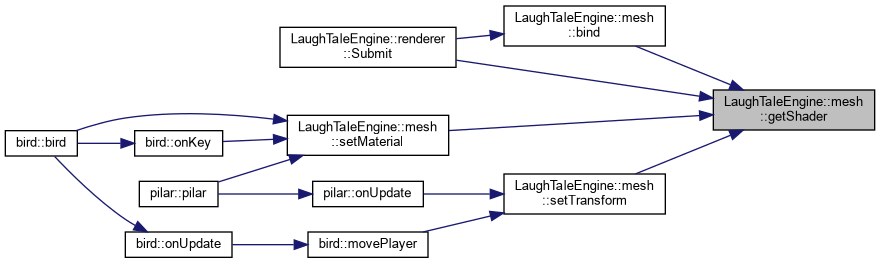 LaughTaleEngine::renderer
::Submit
LaughTaleEngine::mesh
::bind
LaughTaleEngine::mesh
::getShader
bird::bird
bird::onKey
LaughTaleEngine::mesh
::setMaterial
pilar::pilar
pilar::onUpdate
LaughTaleEngine::mesh
::setTransform
bird::onUpdate
bird::movePlayer